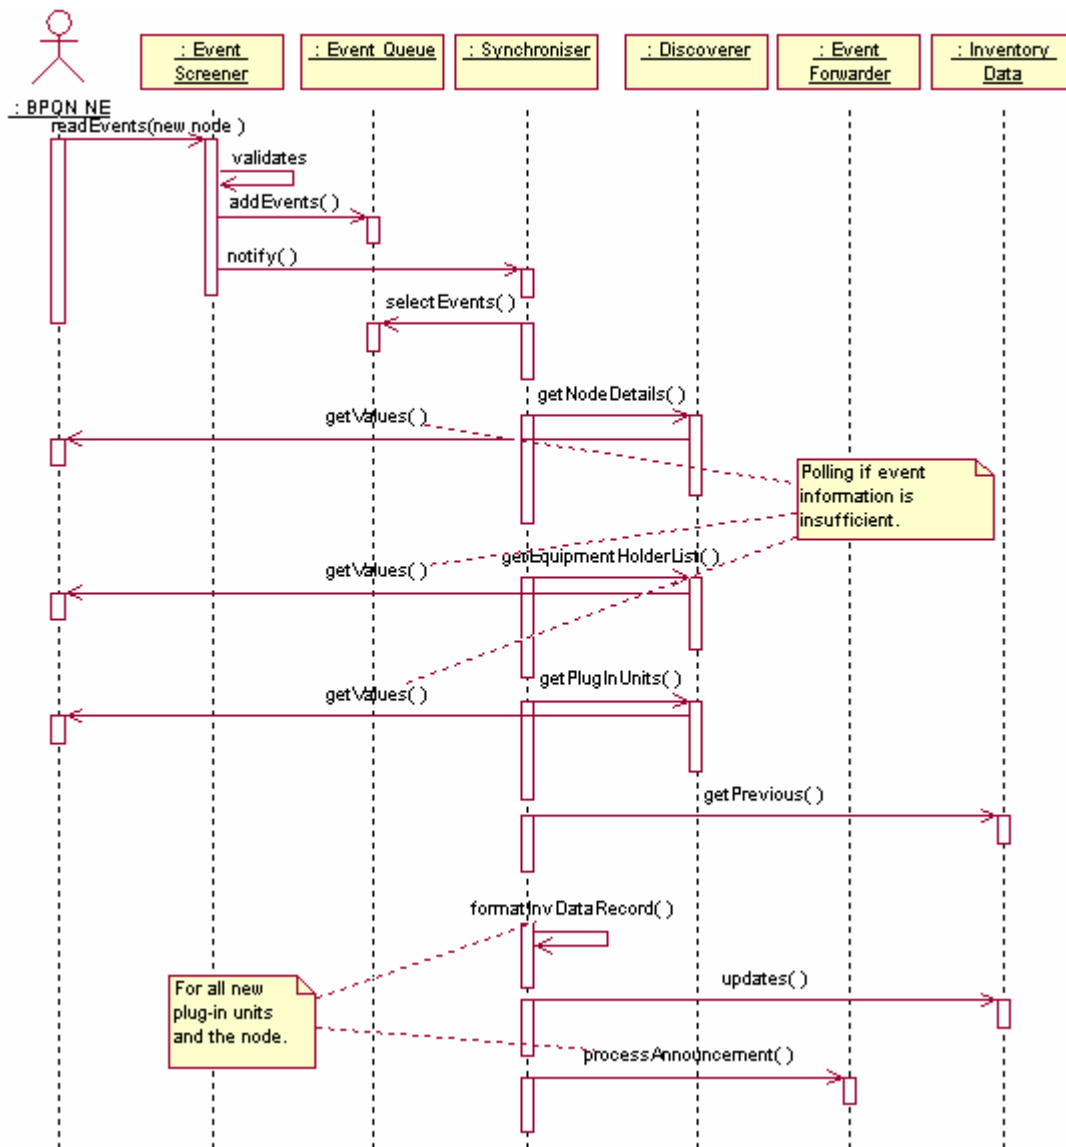 : Event
Screener
: Event Queue
: Synchroniser
: Discoverer
: Event
Forwarder
: Inventory
Data
: BPON NE
readEvents(new node )
validates
addEvents( )
notify( )
selectEvents( )
getNodeDetails( )
getValues( )
Polling if event
information is
insufficient.
getEquipmentHolderList( )
getValues( )
getPlugInUnits( )
getValues( )
getPrevious( )
formatInvDataRecord( )
For all new
plug-in units
and the node.
updates( )
processAnnouncement( )